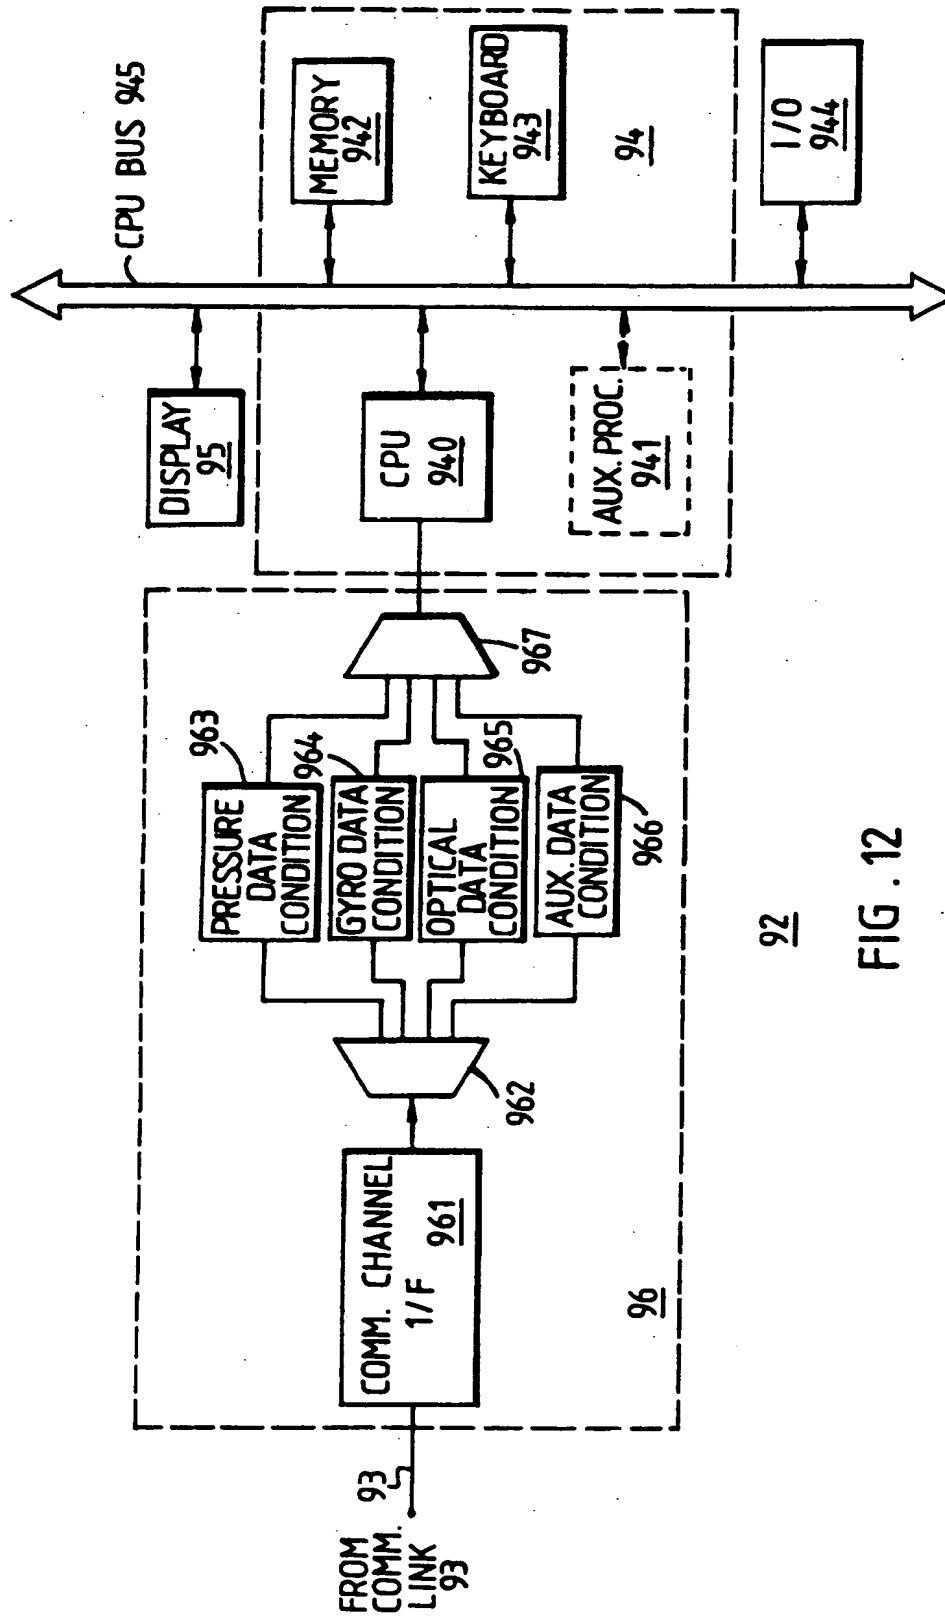 FROM
COMM.
LINK
93
93
COMM. CHANNEL
1/F
961
962
PRESSURE
DATA
CONDITION
963
GYRO DATA
CONDITION
964
OPTICAL
DATA
CONDITION
965
AUX. DATA
CONDITION
966
967
96
DISPLAY
95
CPU BUS 945
CPU
940
AUX. PROC.
941
MEMORY
942
KEYBOARD
943
94
I/O
944
92
FIG. 12